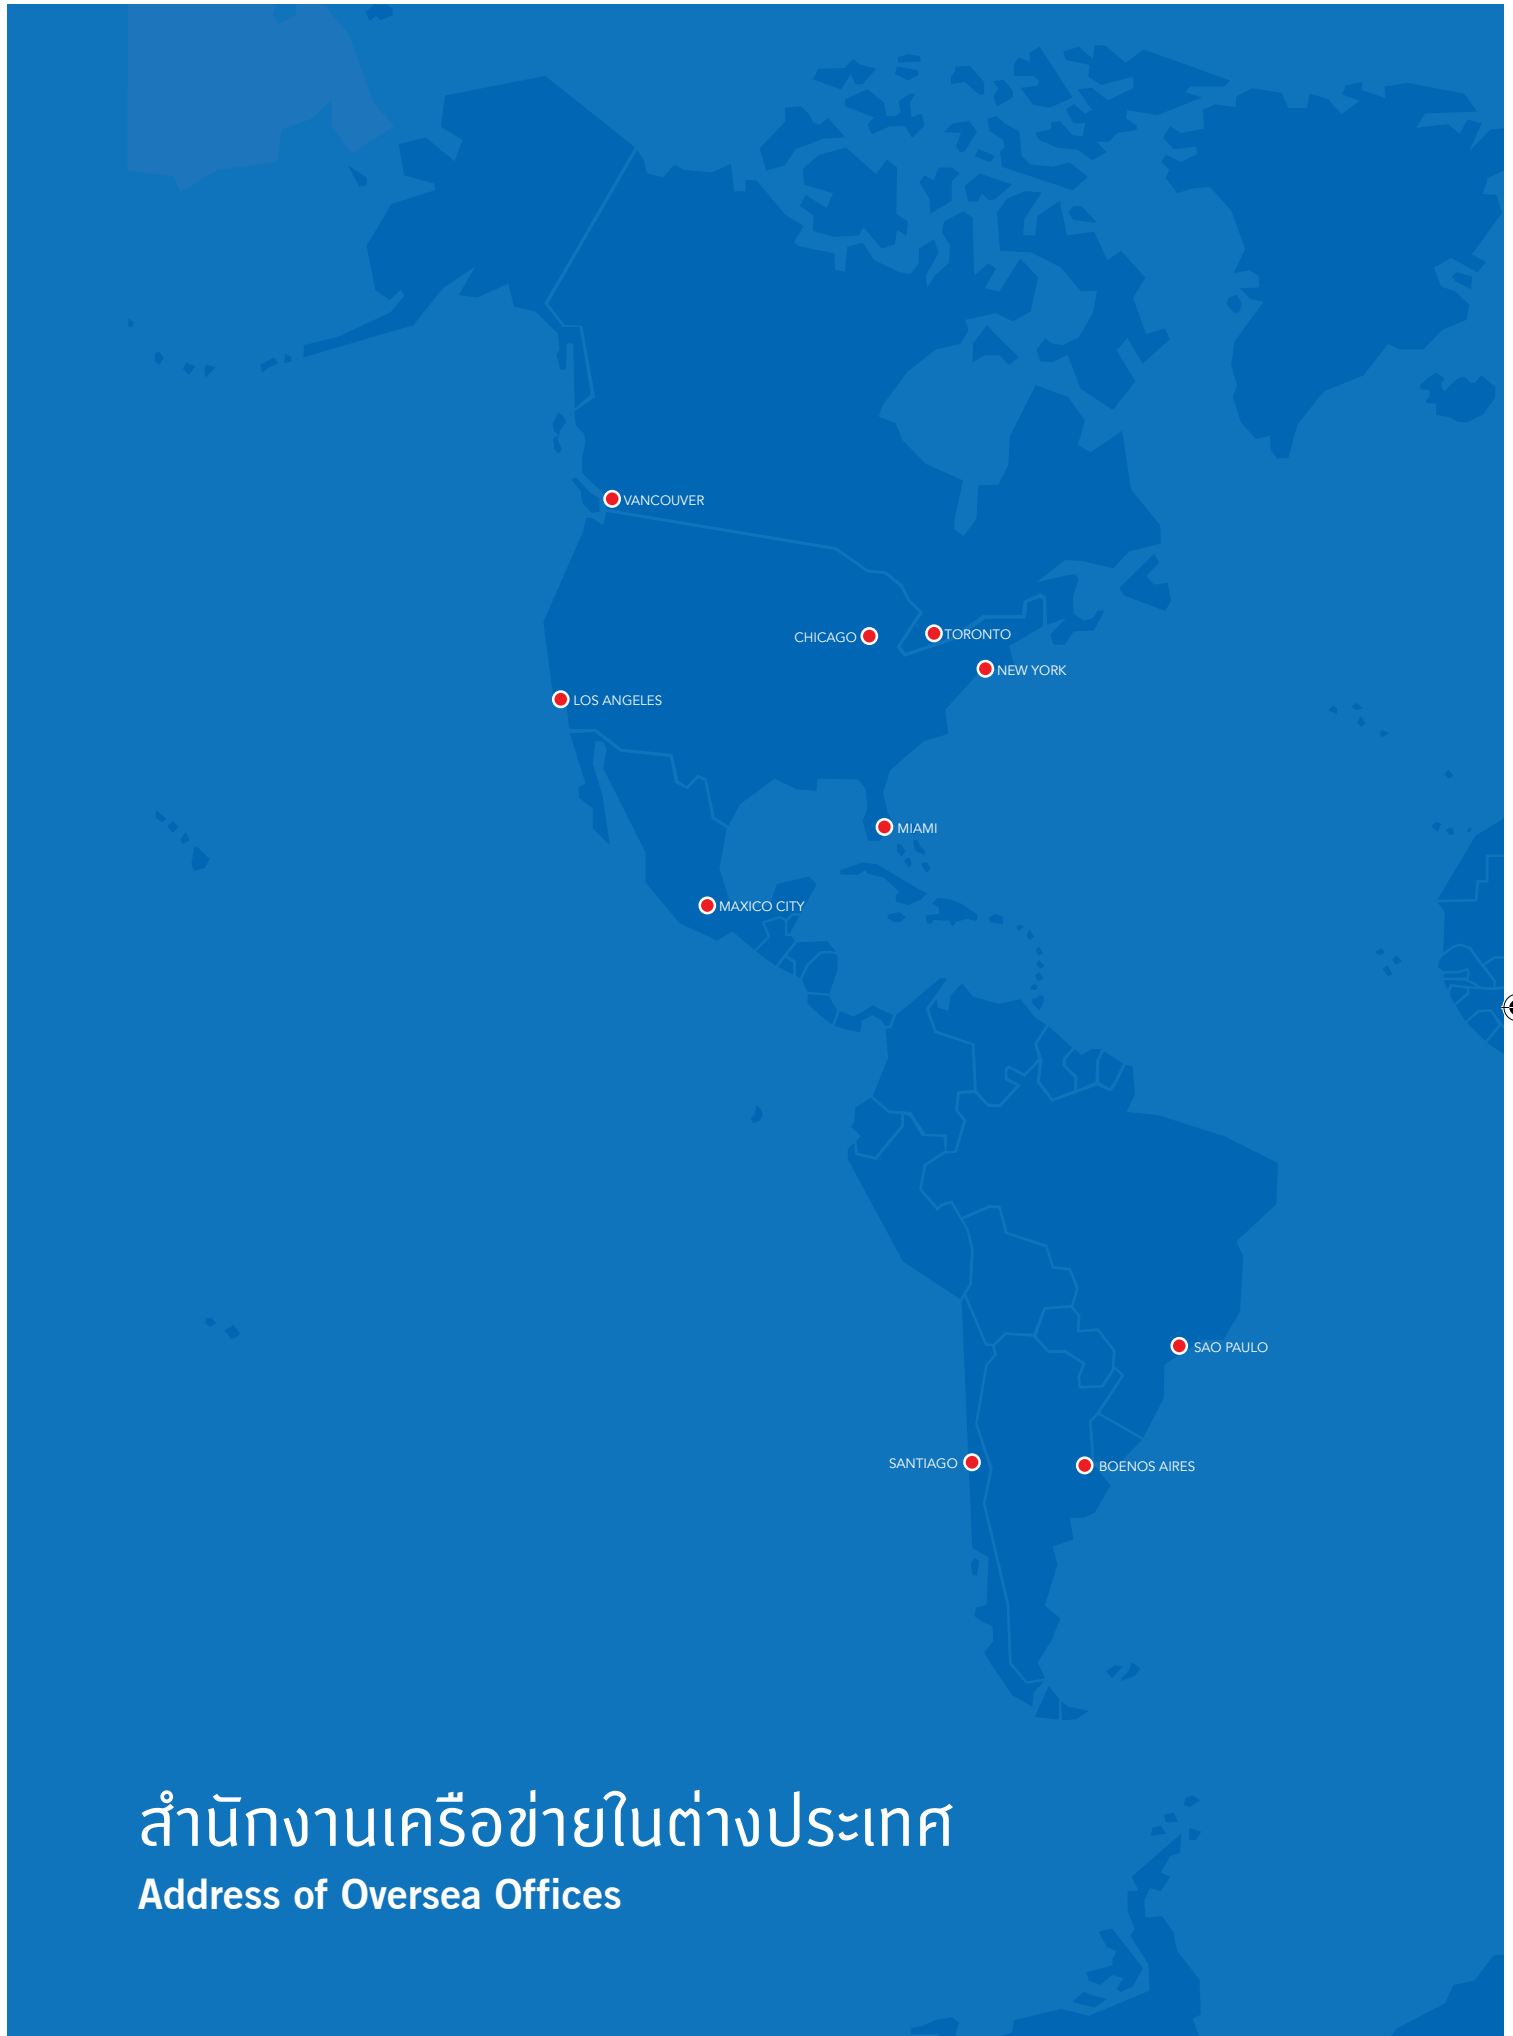 VANCOUVER
CHICAGO
TORONTO
NEW YORK
LOS ANGELES
MIAMI
MAXICO CITY
SAO PAULO
SANTIAGO
BOENOS AIRES
สำนักงานเครือข่ายในต่างประเทศ
Address of Oversea Offices